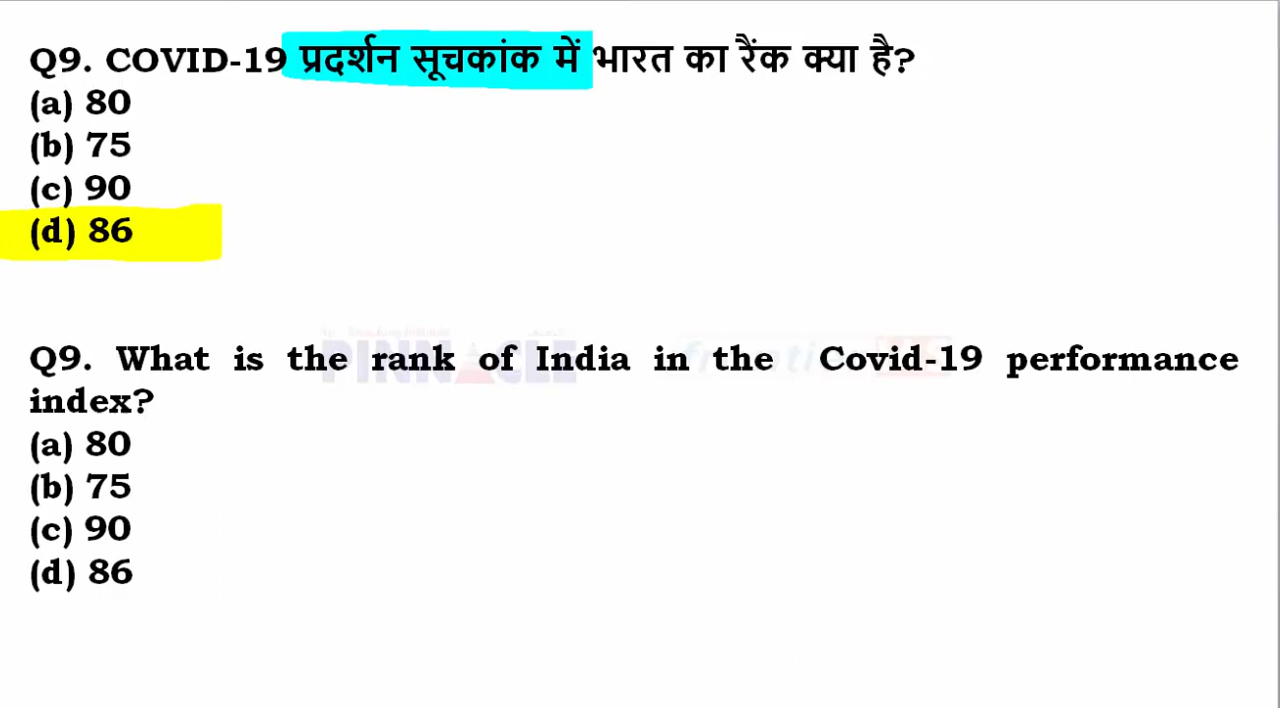 Q9. COVID-19 प्रदर्शन सूचकांक में भारत का रैंक क्या है?
(a) 80
(b) 75
(c) 90
(d) 86
Q9. What is the rank of India in the Covid-19 performance
index?
(a) 80
(b) 75
(c) 90
(d) 86
PINNACLE